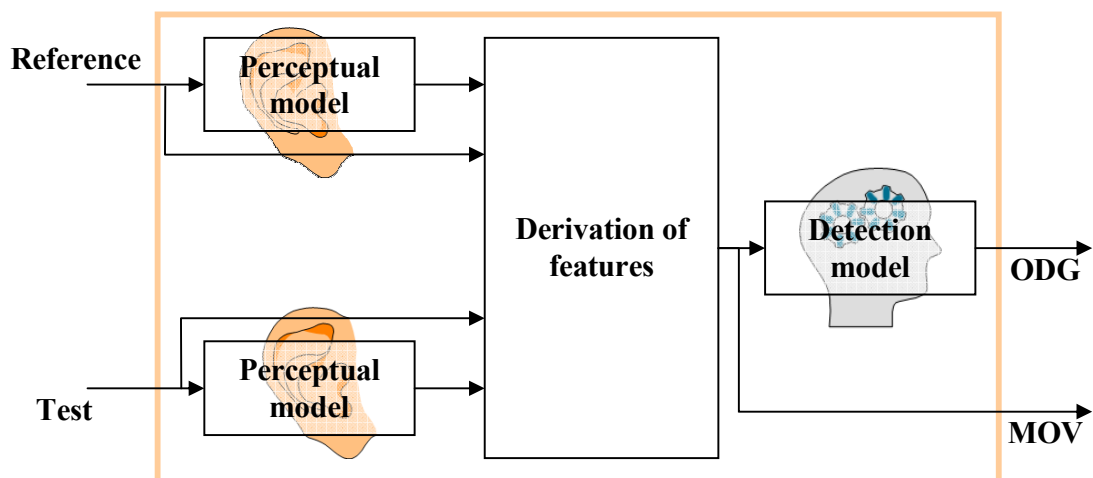 Reference
Perceptual
model
Derivation of
features
Detection
model
ODG
Perceptual
model
Test
MOV